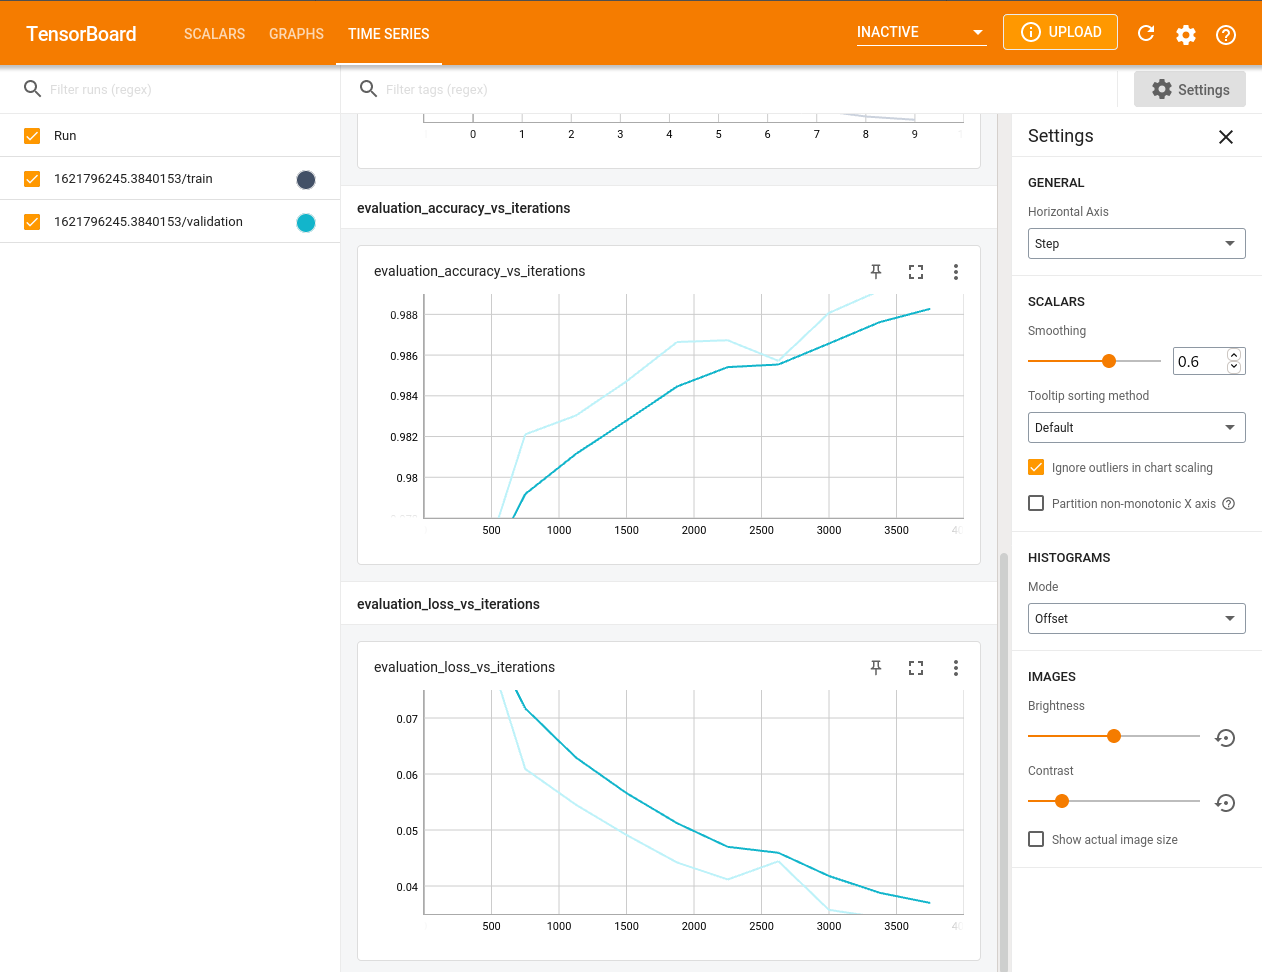 TensorBoard SCALARS GRAPHS TIME SERIES INACTIVE UPLOAD
Filter runs (regex) Filter tags (regex) Settings
Run
1621796245.3840153/train
1621796245.3840153/validation
0 1 2 3 4 5 6 7 8 9
evaluation_accuracy_vs_iterations
evaluation_accuracy_vs_iterations
0.988
0.986
0.984
0.982
0.98
500 1000 1500 2000 2500 3000 3500
evaluation_loss_vs_iterations
evaluation_loss_vs_iterations
0.07
0.06
0.05
0.04
500 1000 1500 2000 2500 3000 3500
Settings
GENERAL
Horizontal Axis
Step
SCALARS
Smoothing
0.6
Tooltip sorting method
Default
Ignore outliers in chart scaling
Partition non-monotonic X axis
HISTOGRAMS
Mode
Offset
IMAGES
Brightness
Contrast
Show actual image size